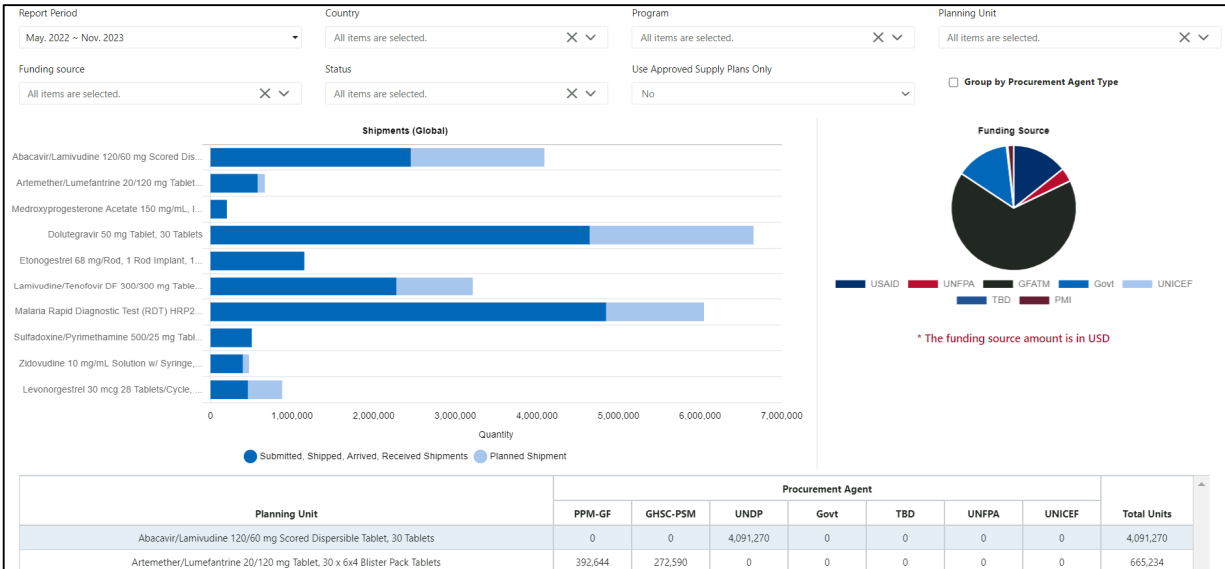 Report Period
Country
Program
Planning Unit
May. 2022 ~ Nov. 2023
All items are selected.
All items are selected.
All items are selected.
Funding source
Status
Use Approved Supply Plans Only
All items are selected.
All items are selected.
No
Group by Procurement Agent Type
Shipments (Global)
Funding Source
Abacavir/Lamivudine 120/60 mg Scored Dis...
Artemether/Lumefantrine 20/120 mg Tablet...
Medroxyprogesterone Acetate 150 mg/mL, I...
Dolutegravir 50 mg Tablet, 30 Tablets
Etonogestrel 68 mg/Rod, 1 Rod Implant, 1...
Lamivudine/Tenofovir DF 300/300 mg Table...
Malaria Rapid Diagnostic Test (RDT) HRP2...
Sulfadoxine/Pyrimethamine 500/25 mg Tabl...
Zidovudine 10 mg/mL Solution w/ Syringe,...
Levonorgestrel 30 mcg 28 Tablets/Cycle, ...
0 1,000,000 2,000,000 3,000,000 4,000,000 5,000,000 6,000,000 7,000,000
Quantity
Submitted, Shipped, Arrived, Received Shipments Planned Shipment
USAID UNFPA GFATM Govt UNICEF
TBD PMI
* The funding source amount is in USD
Procurement Agent
Planning Unit PPM-GF GHSC-PSM UNDP Govt TBD UNFPA UNICEF Total Units
Abacavir/Lamivudine 120/60 mg Scored Dispersible Tablet, 30 Tablets 0 0 4,091,270 0 0 0 0 4,091,270
Artemether/Lumefantrine 20/120 mg Tablet, 30 x 6x4 Blister Pack Tablets 392,644 272,590 0 0 0 0 0 665,234